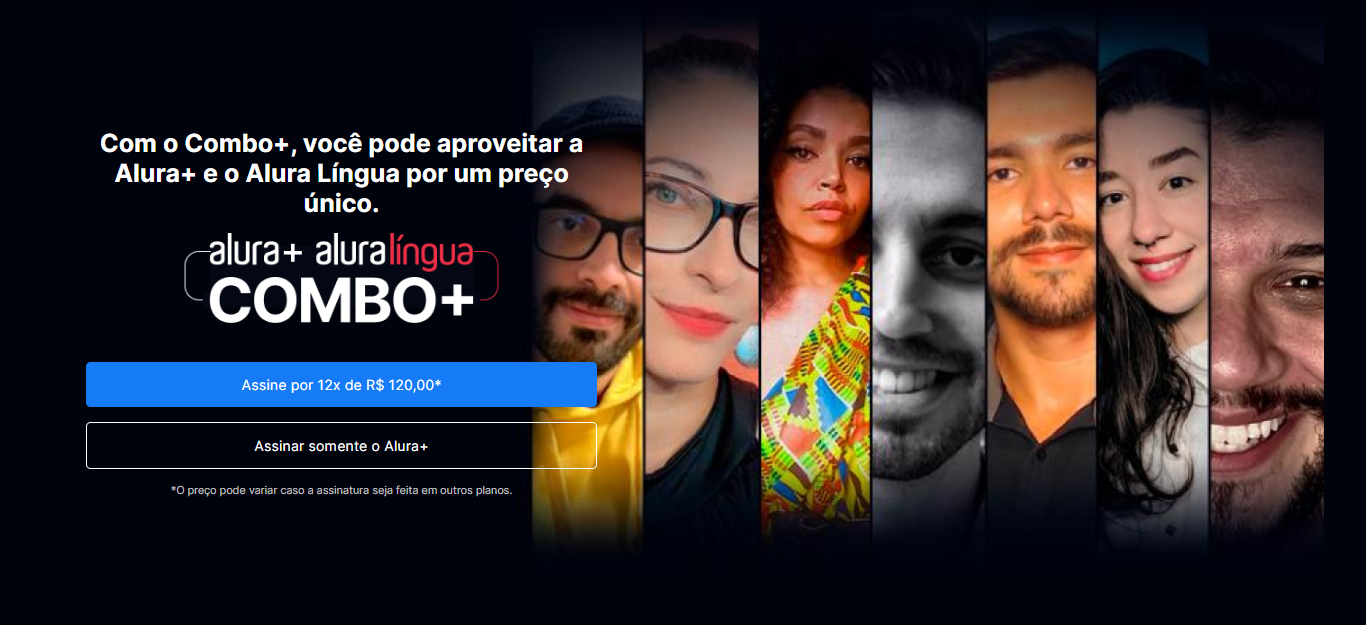 Com o Combo+, você pode aproveitar a
Alura+ e o Alura Língua por um preço
único.
alura+ aluralíngua
COMBO+
Assine por 12x de R$ 120,00*
Assinar somente o Alura+
*O preço pode variar caso a assinatura seja feita em outros planos.